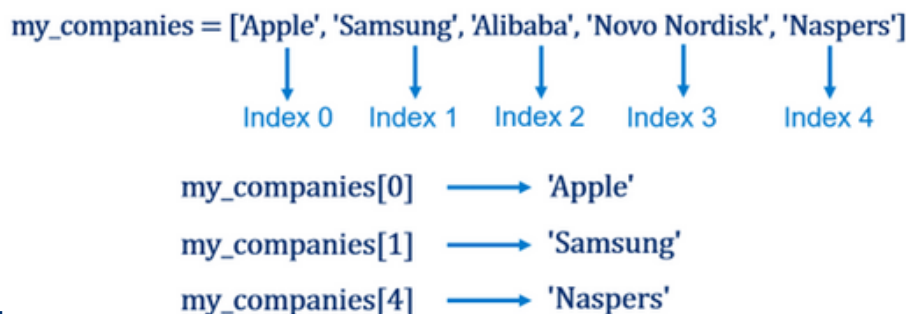 my_companies = ['Apple', 'Samsung', 'Alibaba', 'Novo Nordisk', 'Naspers']
Index 0 Index 1 Index 2 Index 3 Index 4
my_companies[0] 'Apple'
my_companies[1] 'Samsung'
my_companies[4] 'Naspers'